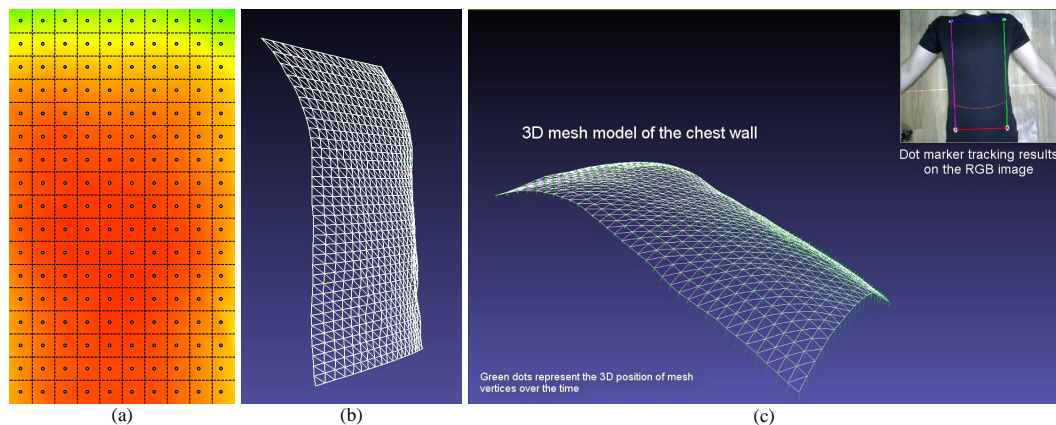 3D mesh model of the chest wall
Dot marker tracking results
on the RGB image
Green dots represent the 3D position of mesh
vertices over the time
(a)
(b)
(c)